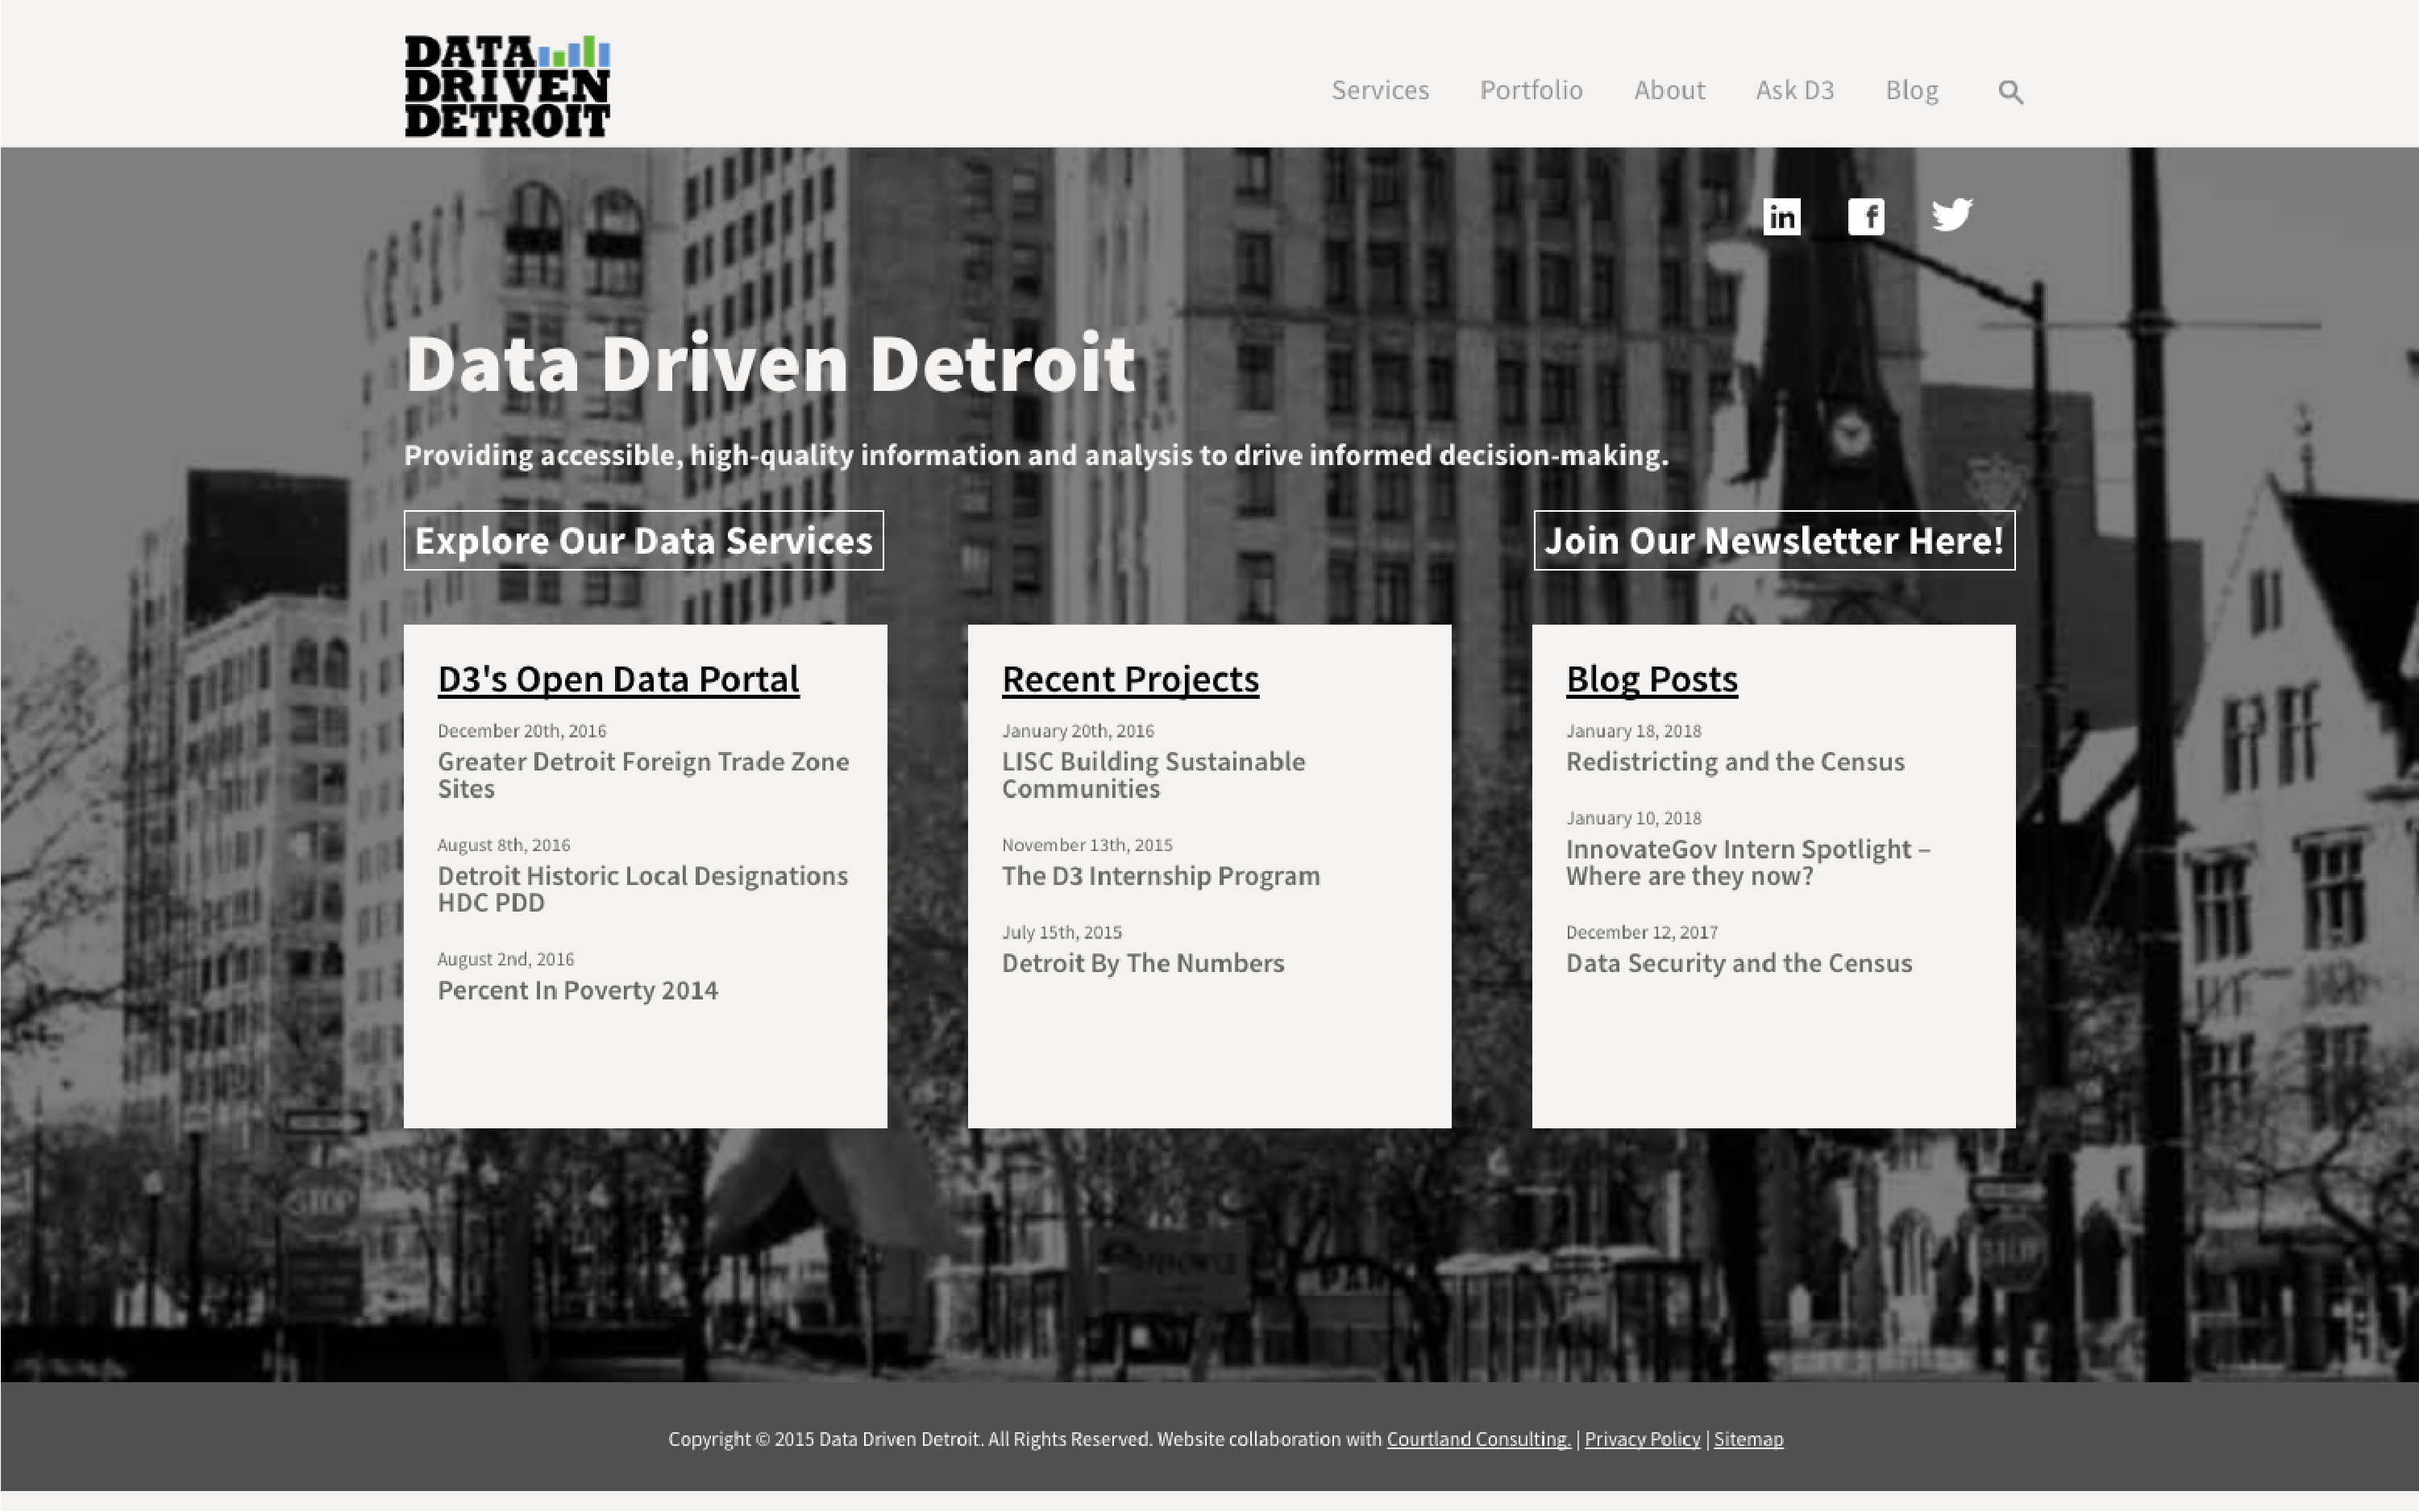 DATA
DRIVEN
DETROIT
Services Portfolio About Ask D3 Blog
in f
Data Driven Detroit
Providing accessible, high-quality information and analysis to drive informed decision-making.
Explore Our Data Services
Join Our Newsletter Here!
D3's Open Data Portal
December 20th, 2016
Greater Detroit Foreign Trade Zone
Sites
August 8th, 2016
Detroit Historic Local Designations
HDC PDD
August 2nd, 2016
Percent In Poverty 2014
Recent Projects
January 20th, 2016
LISC Building Sustainable
Communities
November 13th, 2015
The D3 Internship Program
July 15th, 2015
Detroit By The Numbers
Blog Posts
January 18, 2018
Redistricting and the Census
January 10, 2018
InnovateGov Intern Spotlight –
Where are they now?
December 12, 2017
Data Security and the Census
STOP
STOP
Copyright © 2015 Data Driven Detroit. All Rights Reserved. Website collaboration with Courtland Consulting. | Privacy Policy | Sitemap